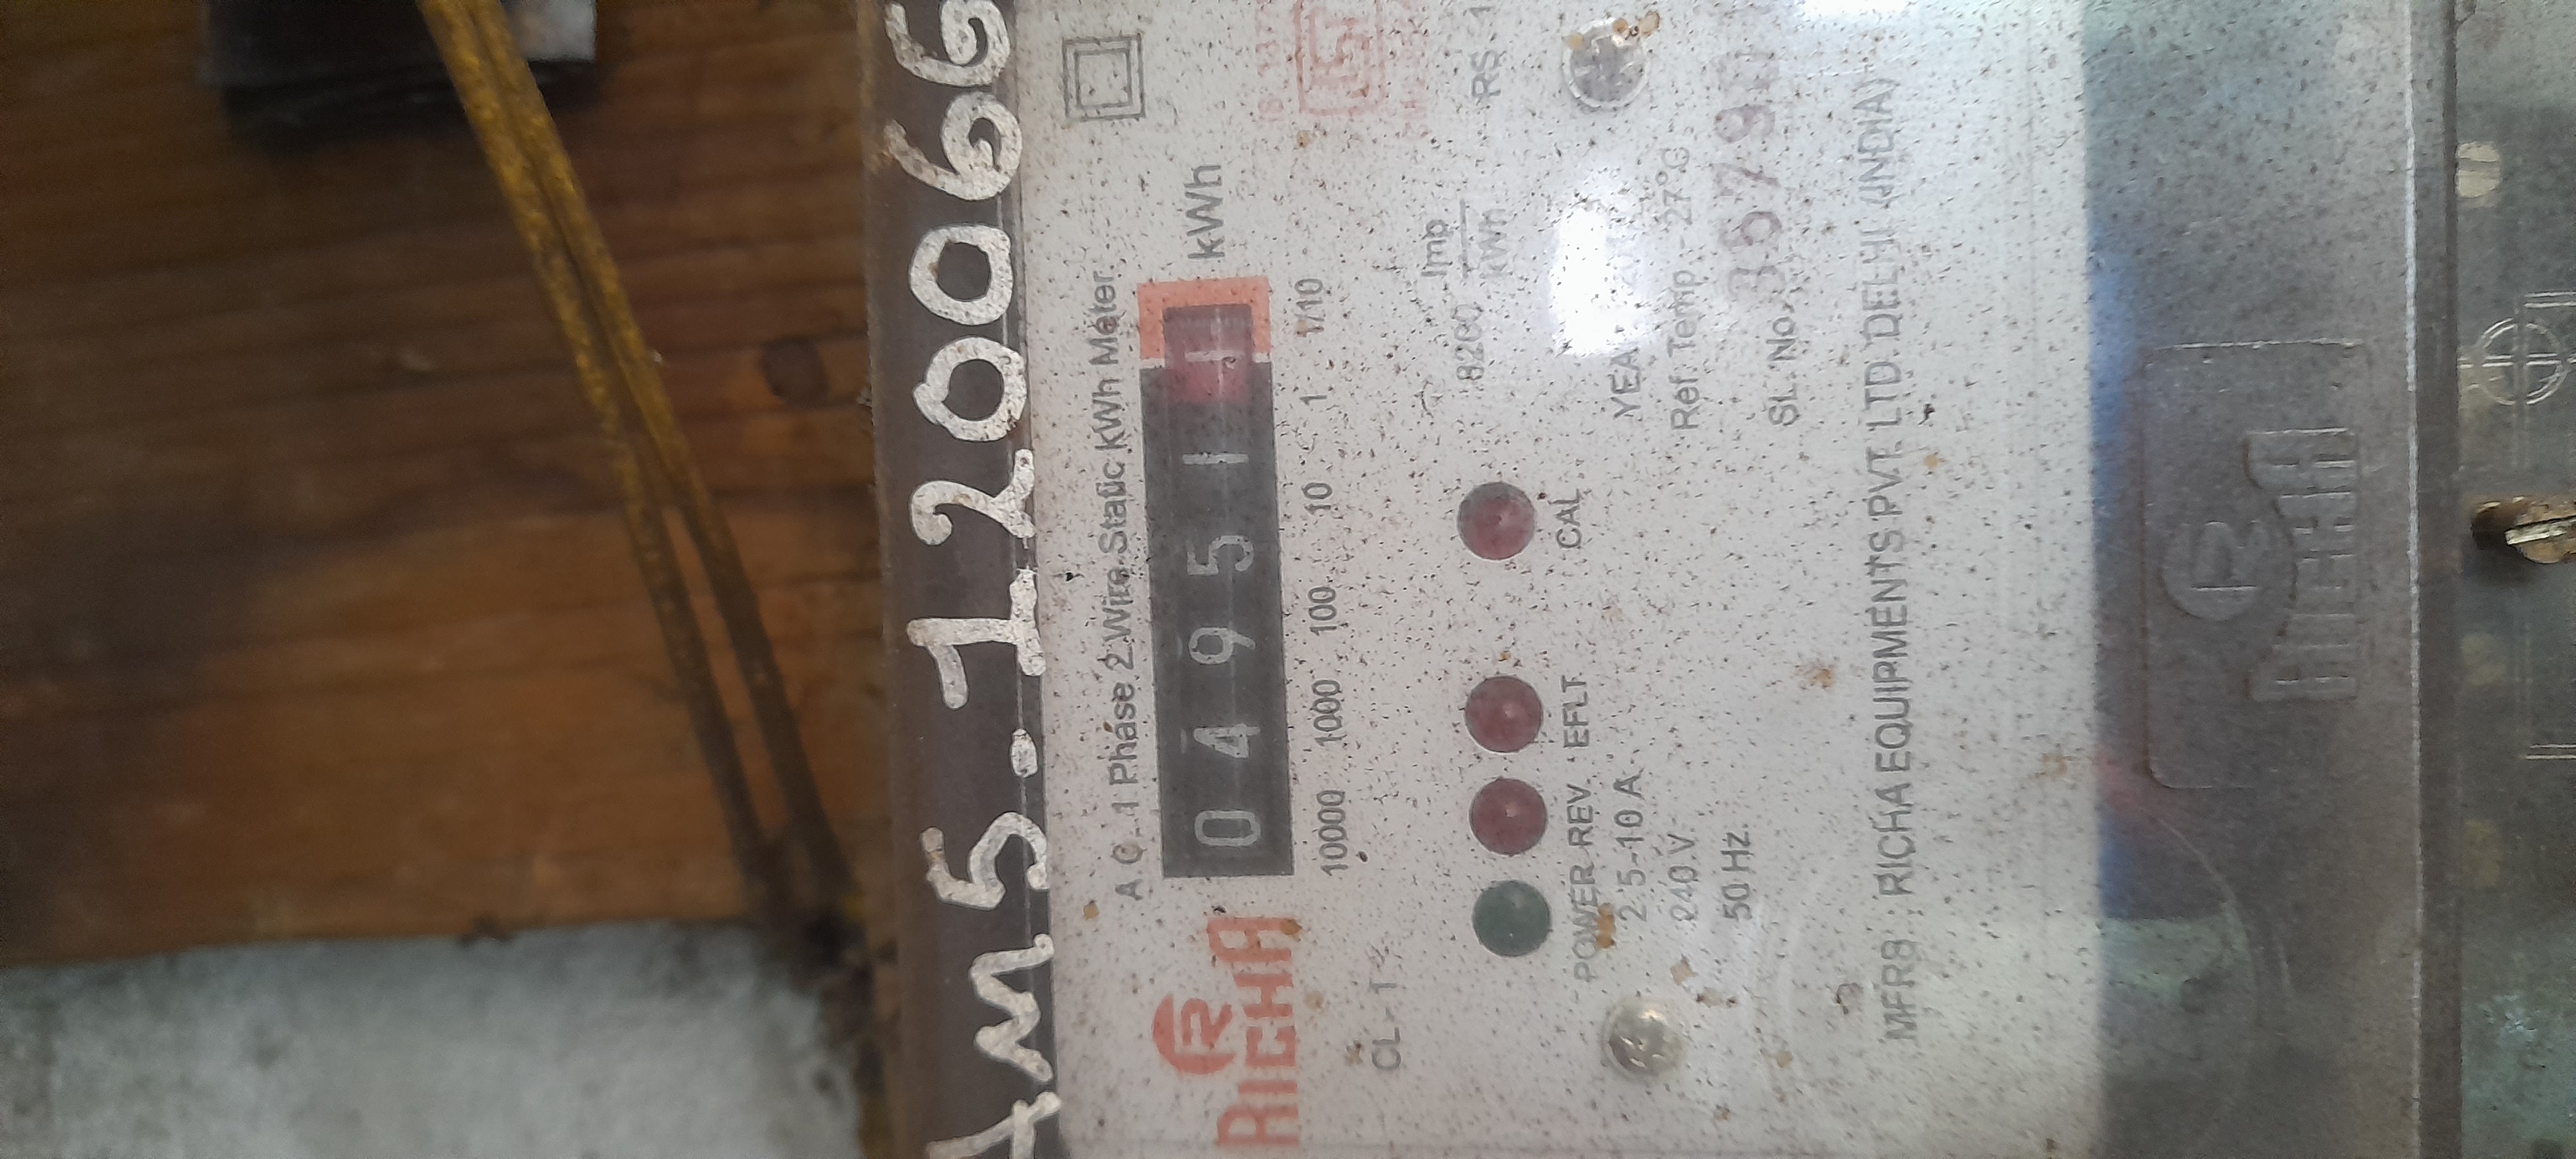 YM5-120066
A C 1 Phase 2 Wire Static kWh Meter
RICHA
0 4 9 5 1 1 kWh
10000 1000 100 10 1 1/10
CL-1
8200 Imp/kWh
RS-1
POWER REV. EFLT CAL
2.5-10 A
240 V
50 Hz
Ref. Temp.-27°C
SL. No.
MFRS : RICHA EQUIPMENTS PVT. LTD. DELHI (INDIA)
R
RICHA